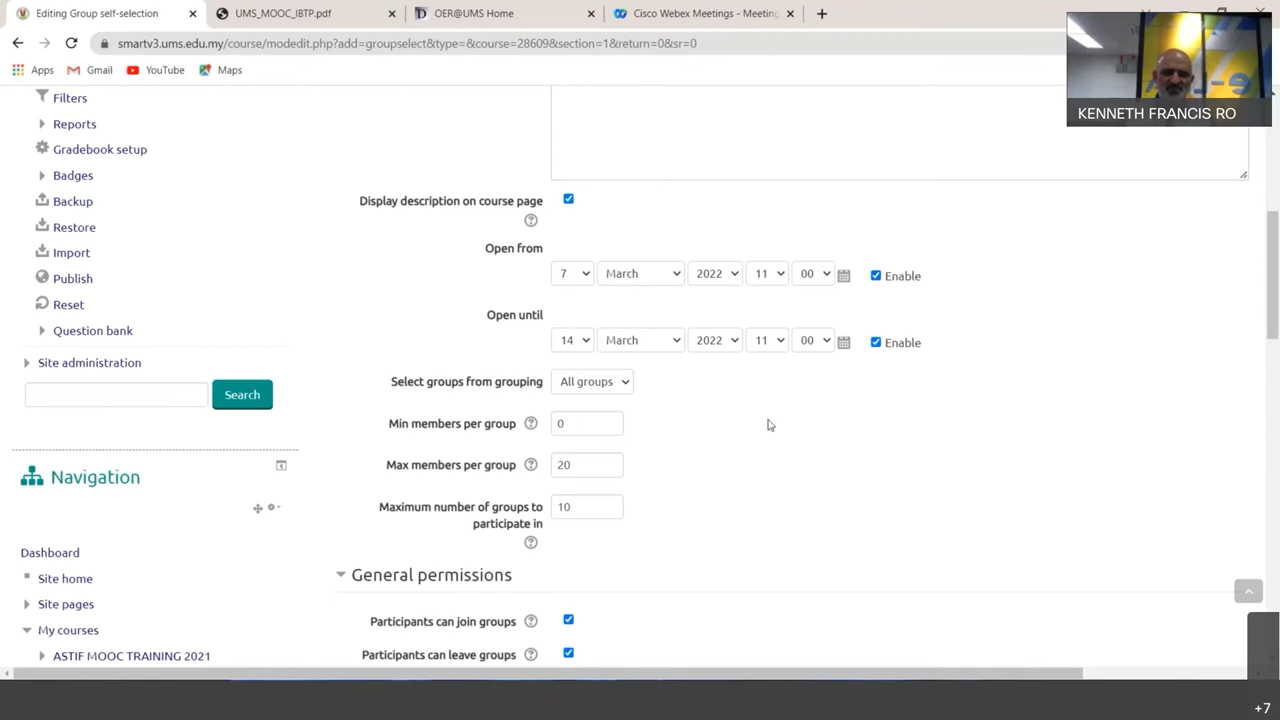 Editing Group self-selection
UMS_MOOC_IBTP.pdf
OER@UMS Home
Cisco Webex Meetings - Meetin
smartv3.ums.edu.my/course/modedit.php?add=groupselect&type=&course=28609&section=1&return=0&sr=0
Apps
Gmail
YouTube
Maps
KENNETH FRANCIS RO
Filters
Reports
Gradebook setup
Badges
Backup
Restore
Import
Publish
Reset
Question bank
Site administration
Search
Navigation
Dashboard
Site home
Site pages
My courses
ASTIF MOOC TRAINING 2021
Display description on course page
Open from
7 March 2022 11 00 Enable
Open until
14 March 2022 11 00 Enable
Select groups from grouping All groups
Min members per group 0
Max members per group 20
Maximum number of groups to 10
participate in
General permissions
Participants can join groups
Participants can leave groups
+7